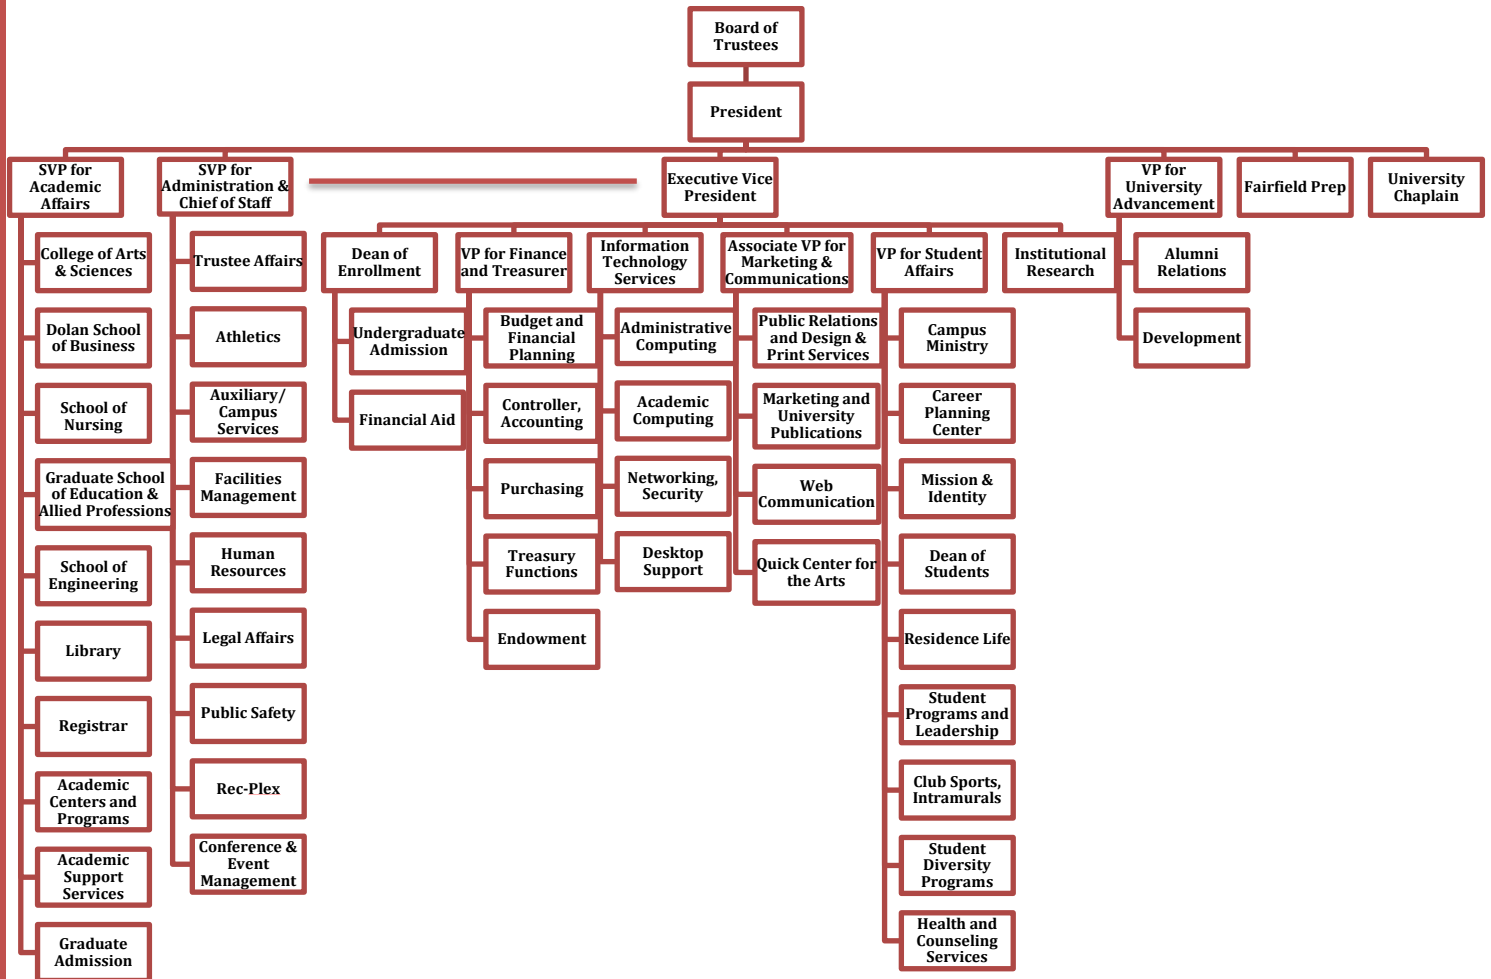 Board of
Trustees
President
SVP for
Academic
Affairs
SVP for
Administration &
Chief of Staff
Executive Vice
President
VP for
University
Advancement
Fairfield Prep
University
Chaplain
College of Arts
& Sciences
Dolan School
of Business
School of
Nursing
Graduate School
of Education &
Allied Professions
School of
Engineering
Library
Registrar
Academic
Centers and
Programs
Academic
Support
Services
Graduate
Admission
Trustee Affairs
Athletics
Auxiliary/
Campus
Services
Facilities
Management
Human
Resources
Legal Affairs
Public Safety
Rec-Plex
Conference &
Event
Management
Dean of
Enrollment
Undergraduate
Admission
Financial Aid
VP for Finance
and Treasurer
Budget and
Financial
Planning
Controller,
Accounting
Purchasing
Treasury
Functions
Endowment
Information
Technology
Services
Administrative
Computing
Academic
Computing
Networking,
Security
Desktop
Support
Associate VP for
Marketing &
Communications
Public Relations
and Design &
Print Services
Marketing and
University
Publications
Web
Communication
Quick Center for
the Arts
VP for Student
Affairs
Campus
Ministry
Career
Planning
Center
Mission &
Identity
Dean of
Students
Residence Life
Student
Programs and
Leadership
Club Sports,
Intramurals
Student
Diversity
Programs
Health and
Counseling
Services
Institutional
Research
Alumni
Relations
Development